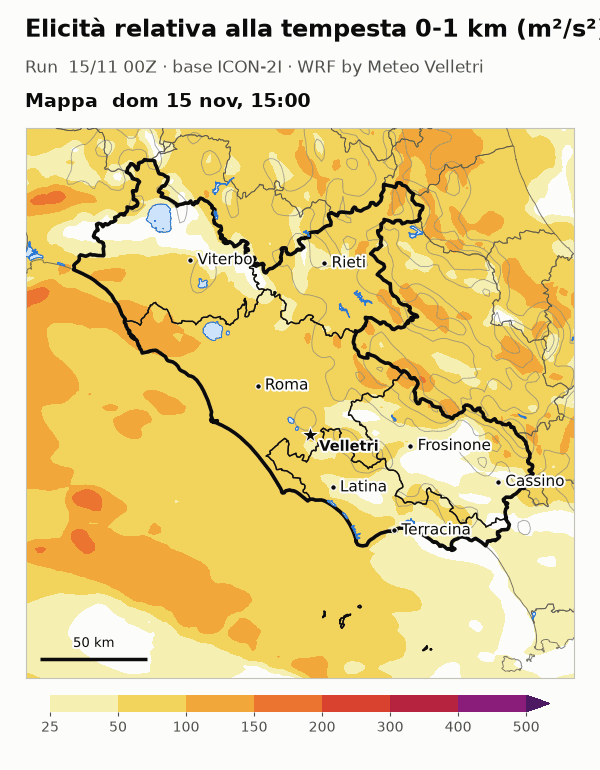 Elicità relativa alla tempesta 0-1 km (m²/s²)
Run 15/11 00Z · base ICON-2I · WRF by Meteo Velletri
Mappa dom 15 nov, 15:00
Viterbo
Rieti
Roma
Velletri
Frosinone
Latina
Cassino
Terracina
50 km
25 50 100 150 200 300 400 500